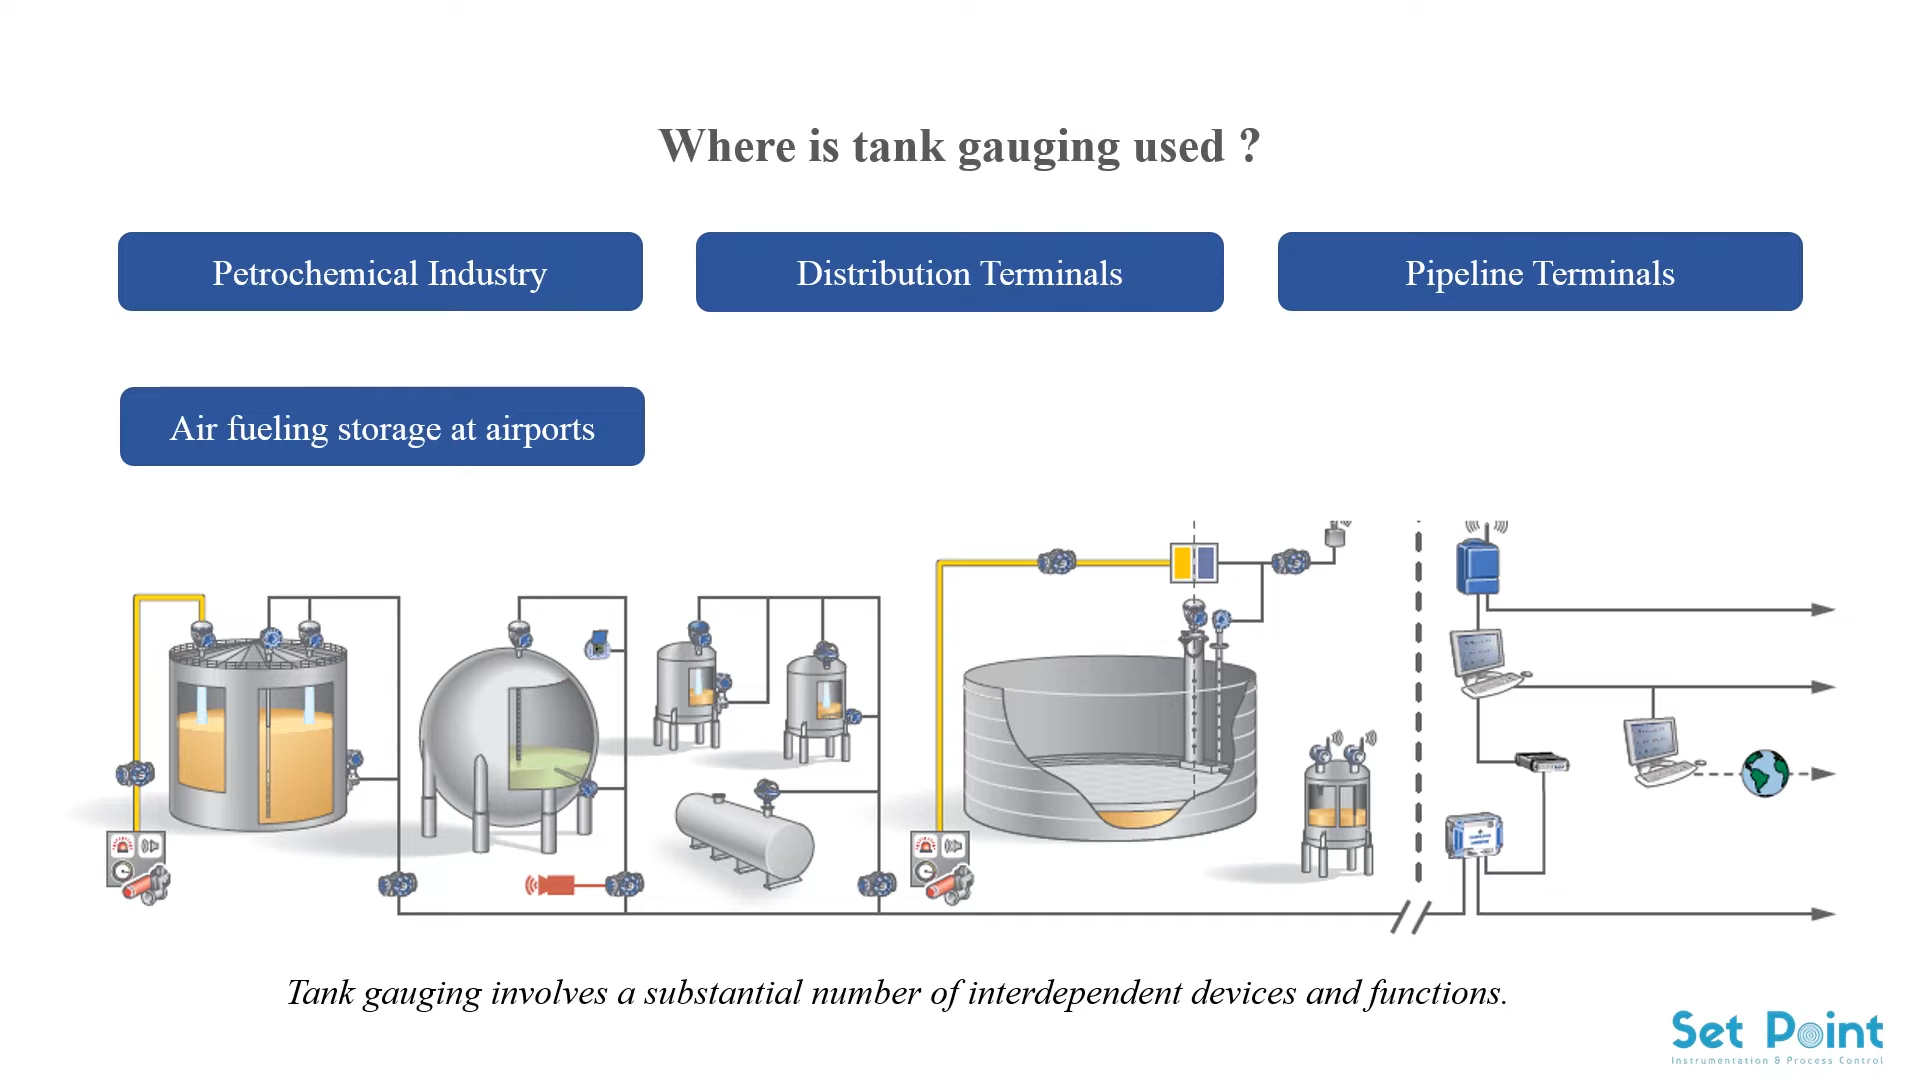 Where is tank gauging used ?
Petrochemical Industry
Distribution Terminals
Pipeline Terminals
Air fueling storage at airports
Tank gauging involves a substantial number of interdependent devices and functions.
Set Point
Instrumentation & Process Control